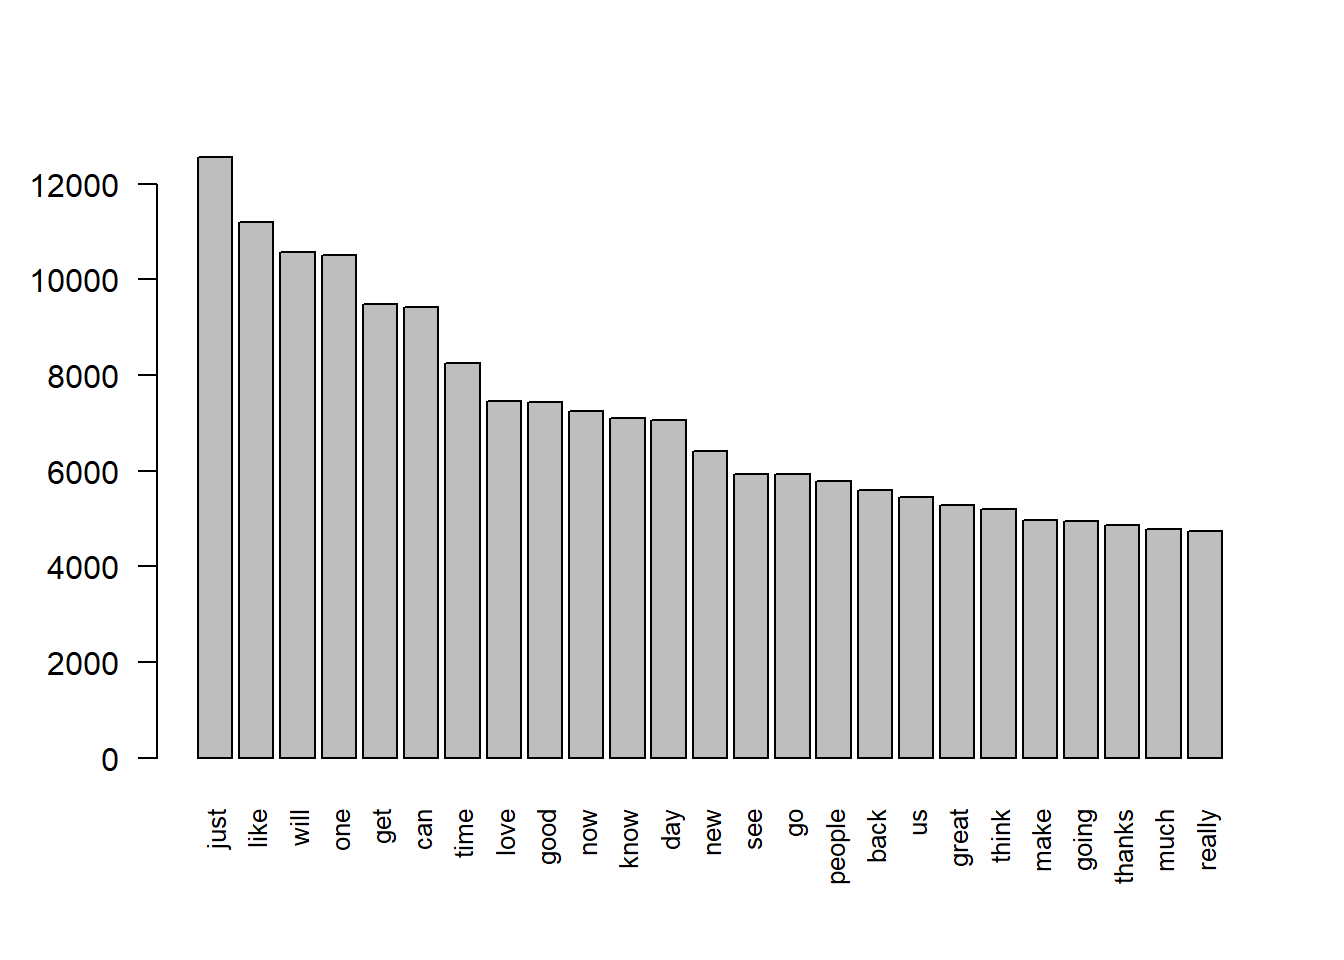 12000
10000
8000
6000
4000
2000
0
just
like
will
one
get
can
time
love
good
now
know
day
new
see
go
people
back
us
great
think
make
going
thanks
much
really